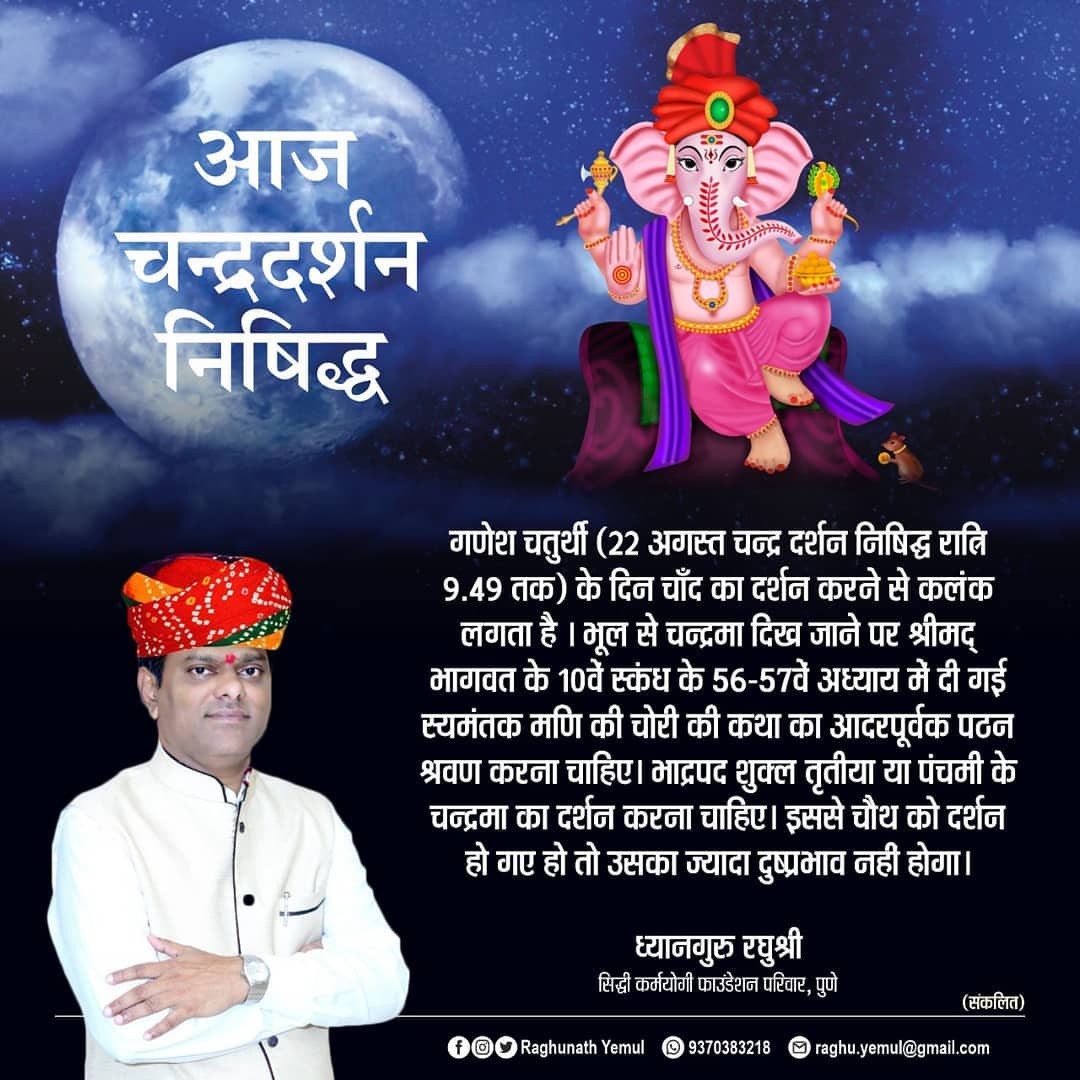 आज
चन्द्रदर्शन
निषिद्ध
गणेश चतुर्थी (22 अगस्त चन्द्र दर्शन निषिद्ध रात्रि
9.49 तक) के दिन चाँद का दर्शन करने से कलंक
लगता है । भूल से चन्द्रमा दिख जाने पर श्रीमद्
भागवत के 10वें स्कंध के 56-57वें अध्याय में दी गई
स्यमंतक मणि की चोरी की कथा का आदरपूर्वक पठन
श्रवण करना चाहिए। भाद्रपद शुक्ल तृतीया या पंचमी के
चन्द्रमा का दर्शन करना चाहिए। इससे चौथ को दर्शन
हो गए हो तो उसका ज्यादा दुष्प्रभाव नही होगा।
ध्यानगुरु रघुश्री
सिद्धी कर्मयोगी फाउंडेशन परिवार, पुणे
(संकलित)
Raghunath Yemul 9370383218 raghu.yemul@gmail.com